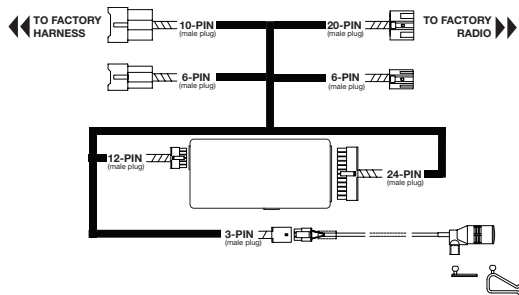 TO FACTORY
HARNESS
10-PIN
(male plug)
20-PIN
(male plug)
TO FACTORY
RADIO
6-PIN
(male plug)
6-PIN
(male plug)
12-PIN
(male plug)
24-PIN
(male plug)
3-PIN
(male plug)